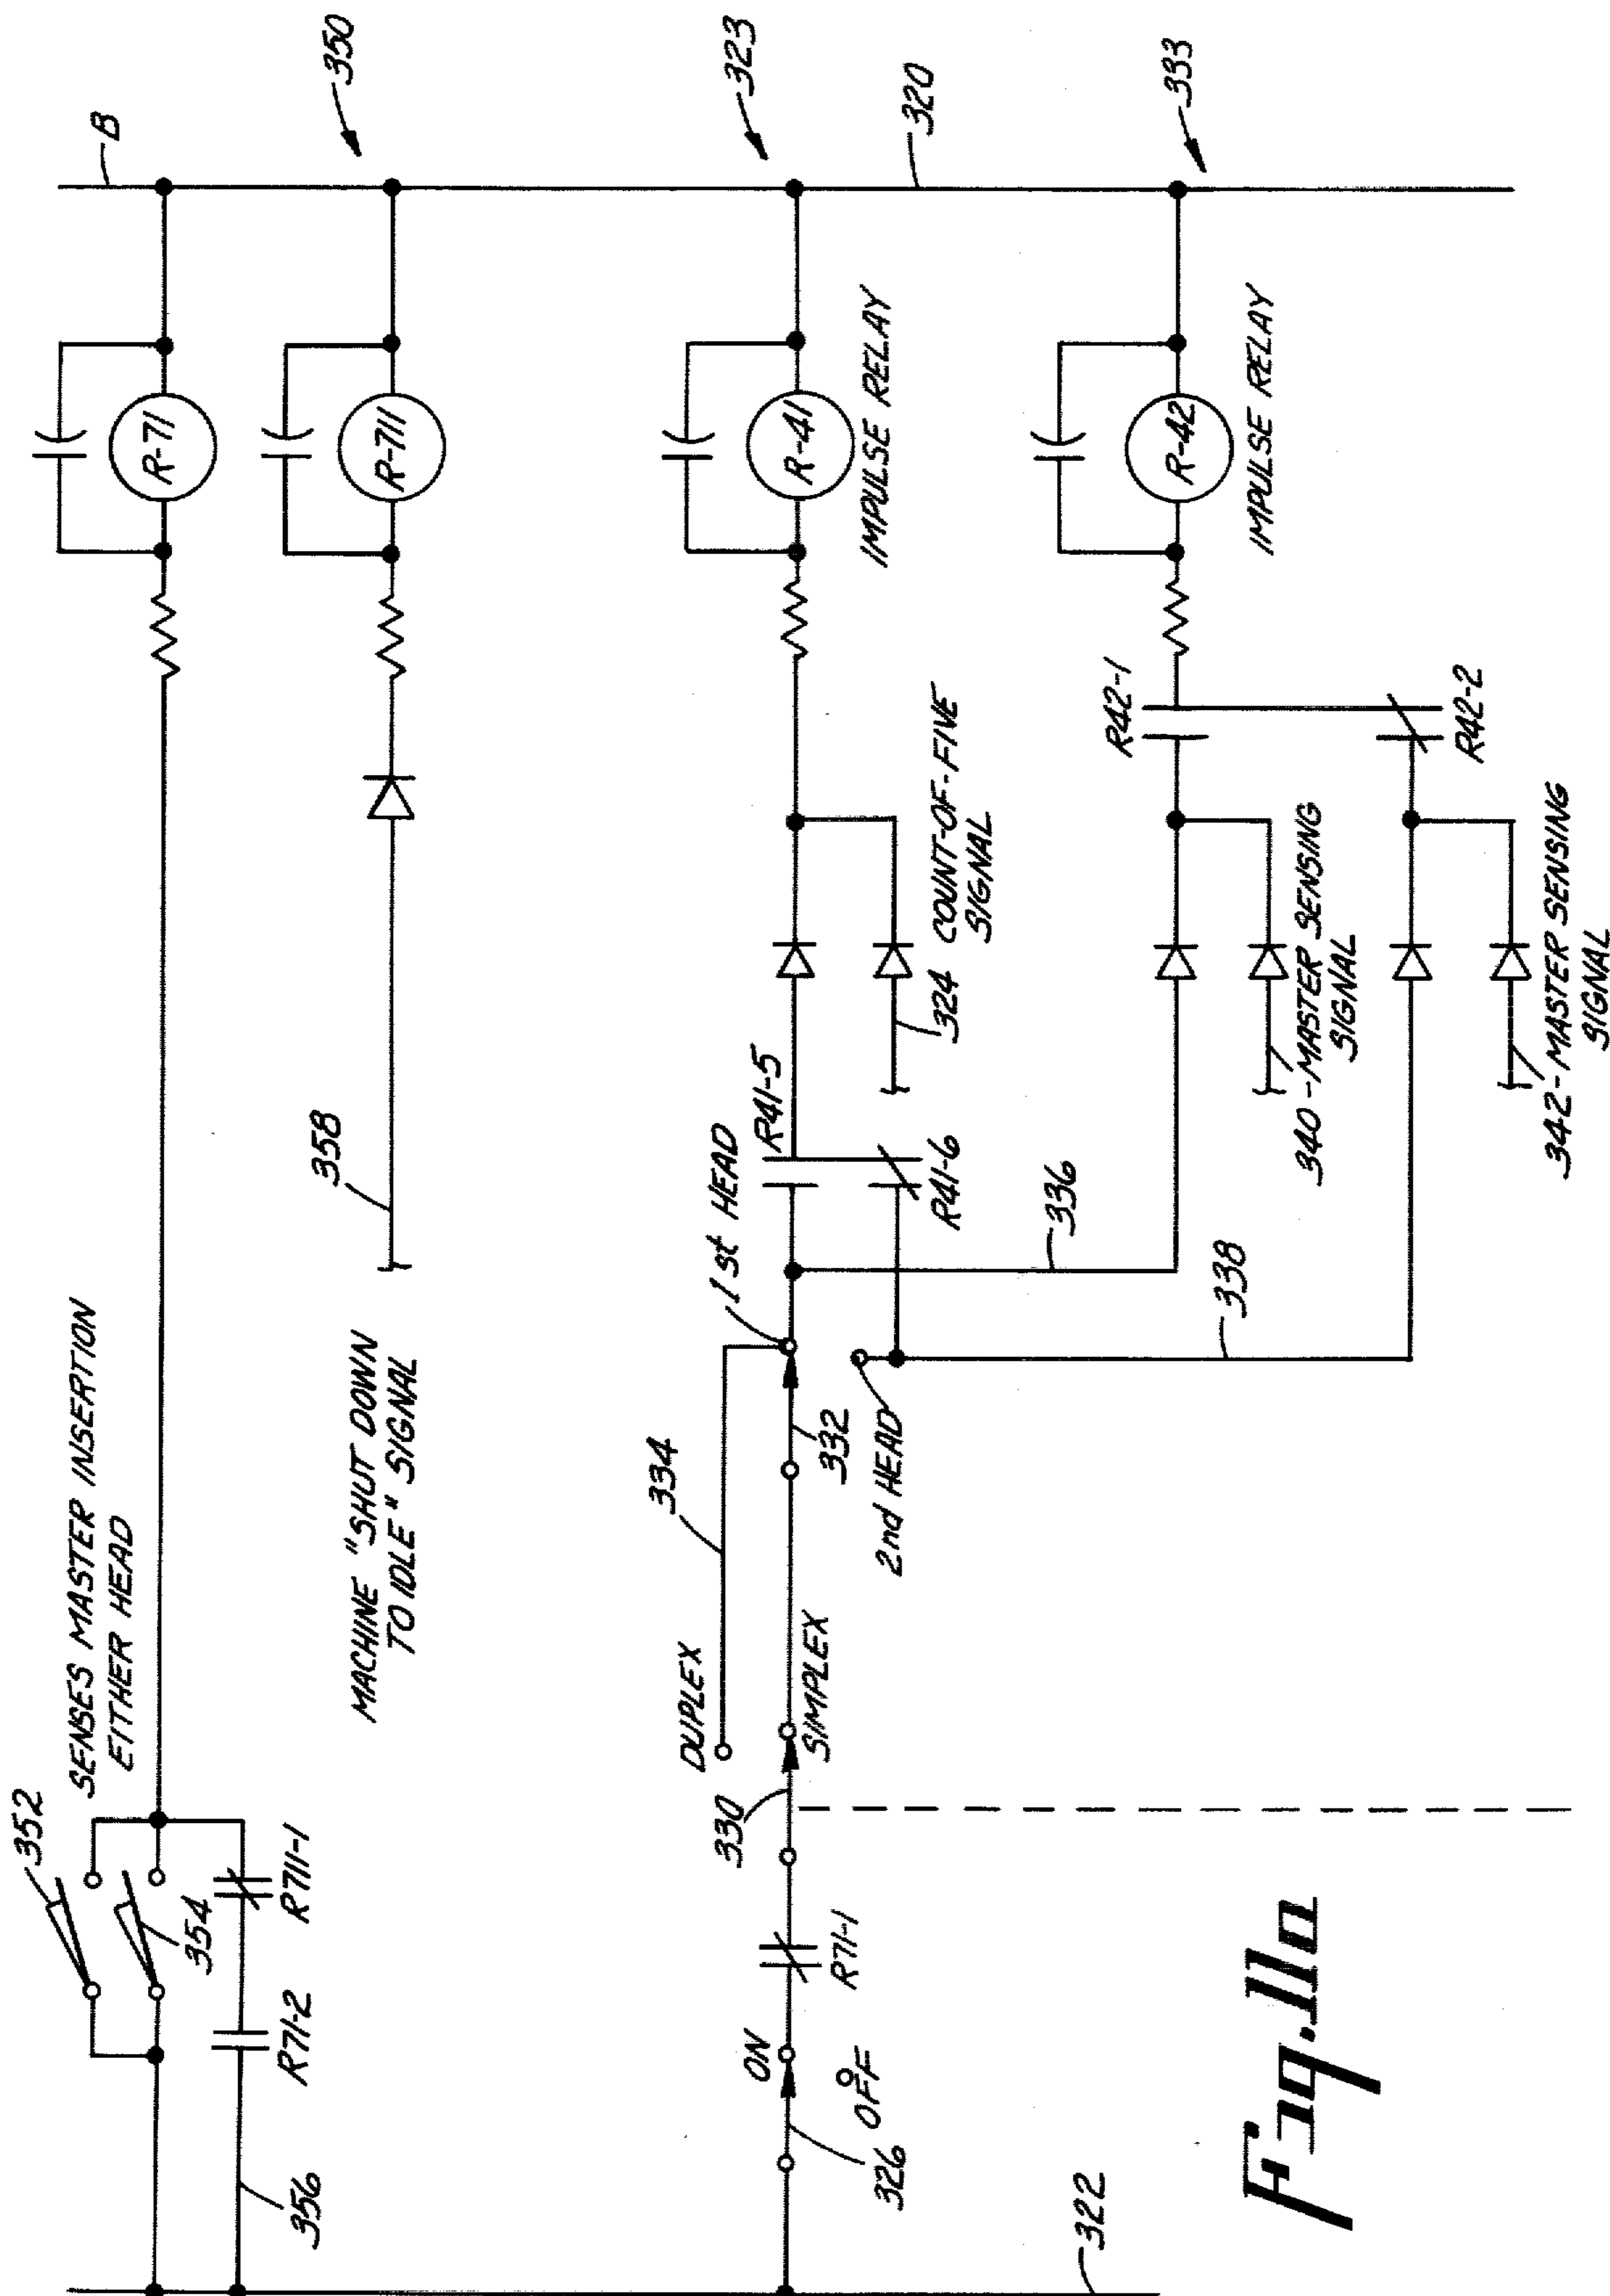 B
350
323
320
333
R-71
R-711
R-41
IMPULSE RELAY
R-42
IMPULSE RELAY
358
MACHINE "SHUT DOWN
TO IDLE" SIGNAL
SENSES MASTER INSERTION
EITHER HEAD
352
354
R711-1
R71-2
356
R41-5
R41-6
324 COUNT-OF-FIVE
SIGNAL
R42-1
R42-2
1st HEAD
334
332
2nd HEAD
336
338
340-MASTER SENSING
SIGNAL
342-MASTER SENSING
SIGNAL
DUPLEX
SIMPLEX
330
R71-1
ON
OFF
326
322
Fig. 11a